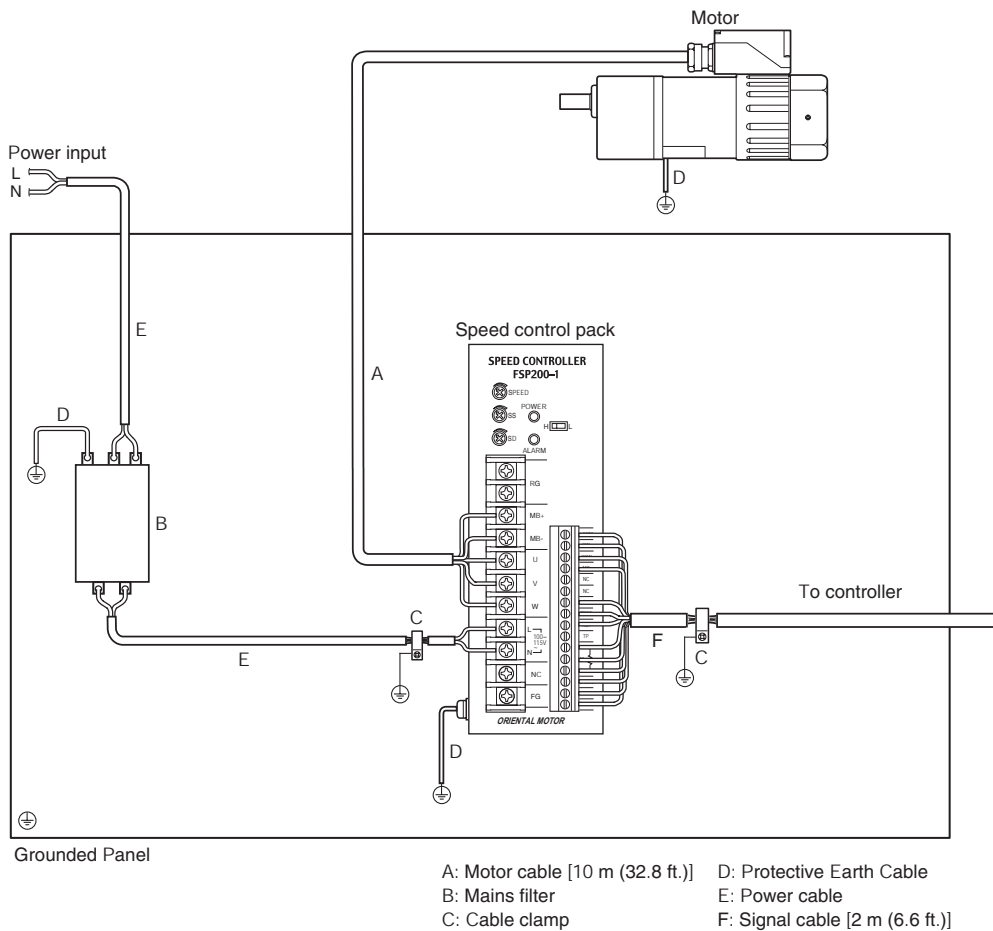 Motor
Power input
L
N
D
E
Speed control pack
SPEED CONTROLLER
FSP200–1
A
SPEED
POWER
SS
H L
SD
ALARM
D
RG
B
MB+
MB-
U
NC
V
NC
To controller
W
C
L
100–
115V
~
TP
N
F
C
E
NC
FG
ORIENTAL MOTOR
D
Grounded Panel
A: Motor cable [10 m (32.8 ft.)]
B: Mains filter
C: Cable clamp
D: Protective Earth Cable
E: Power cable
F: Signal cable [2 m (6.6 ft.)]